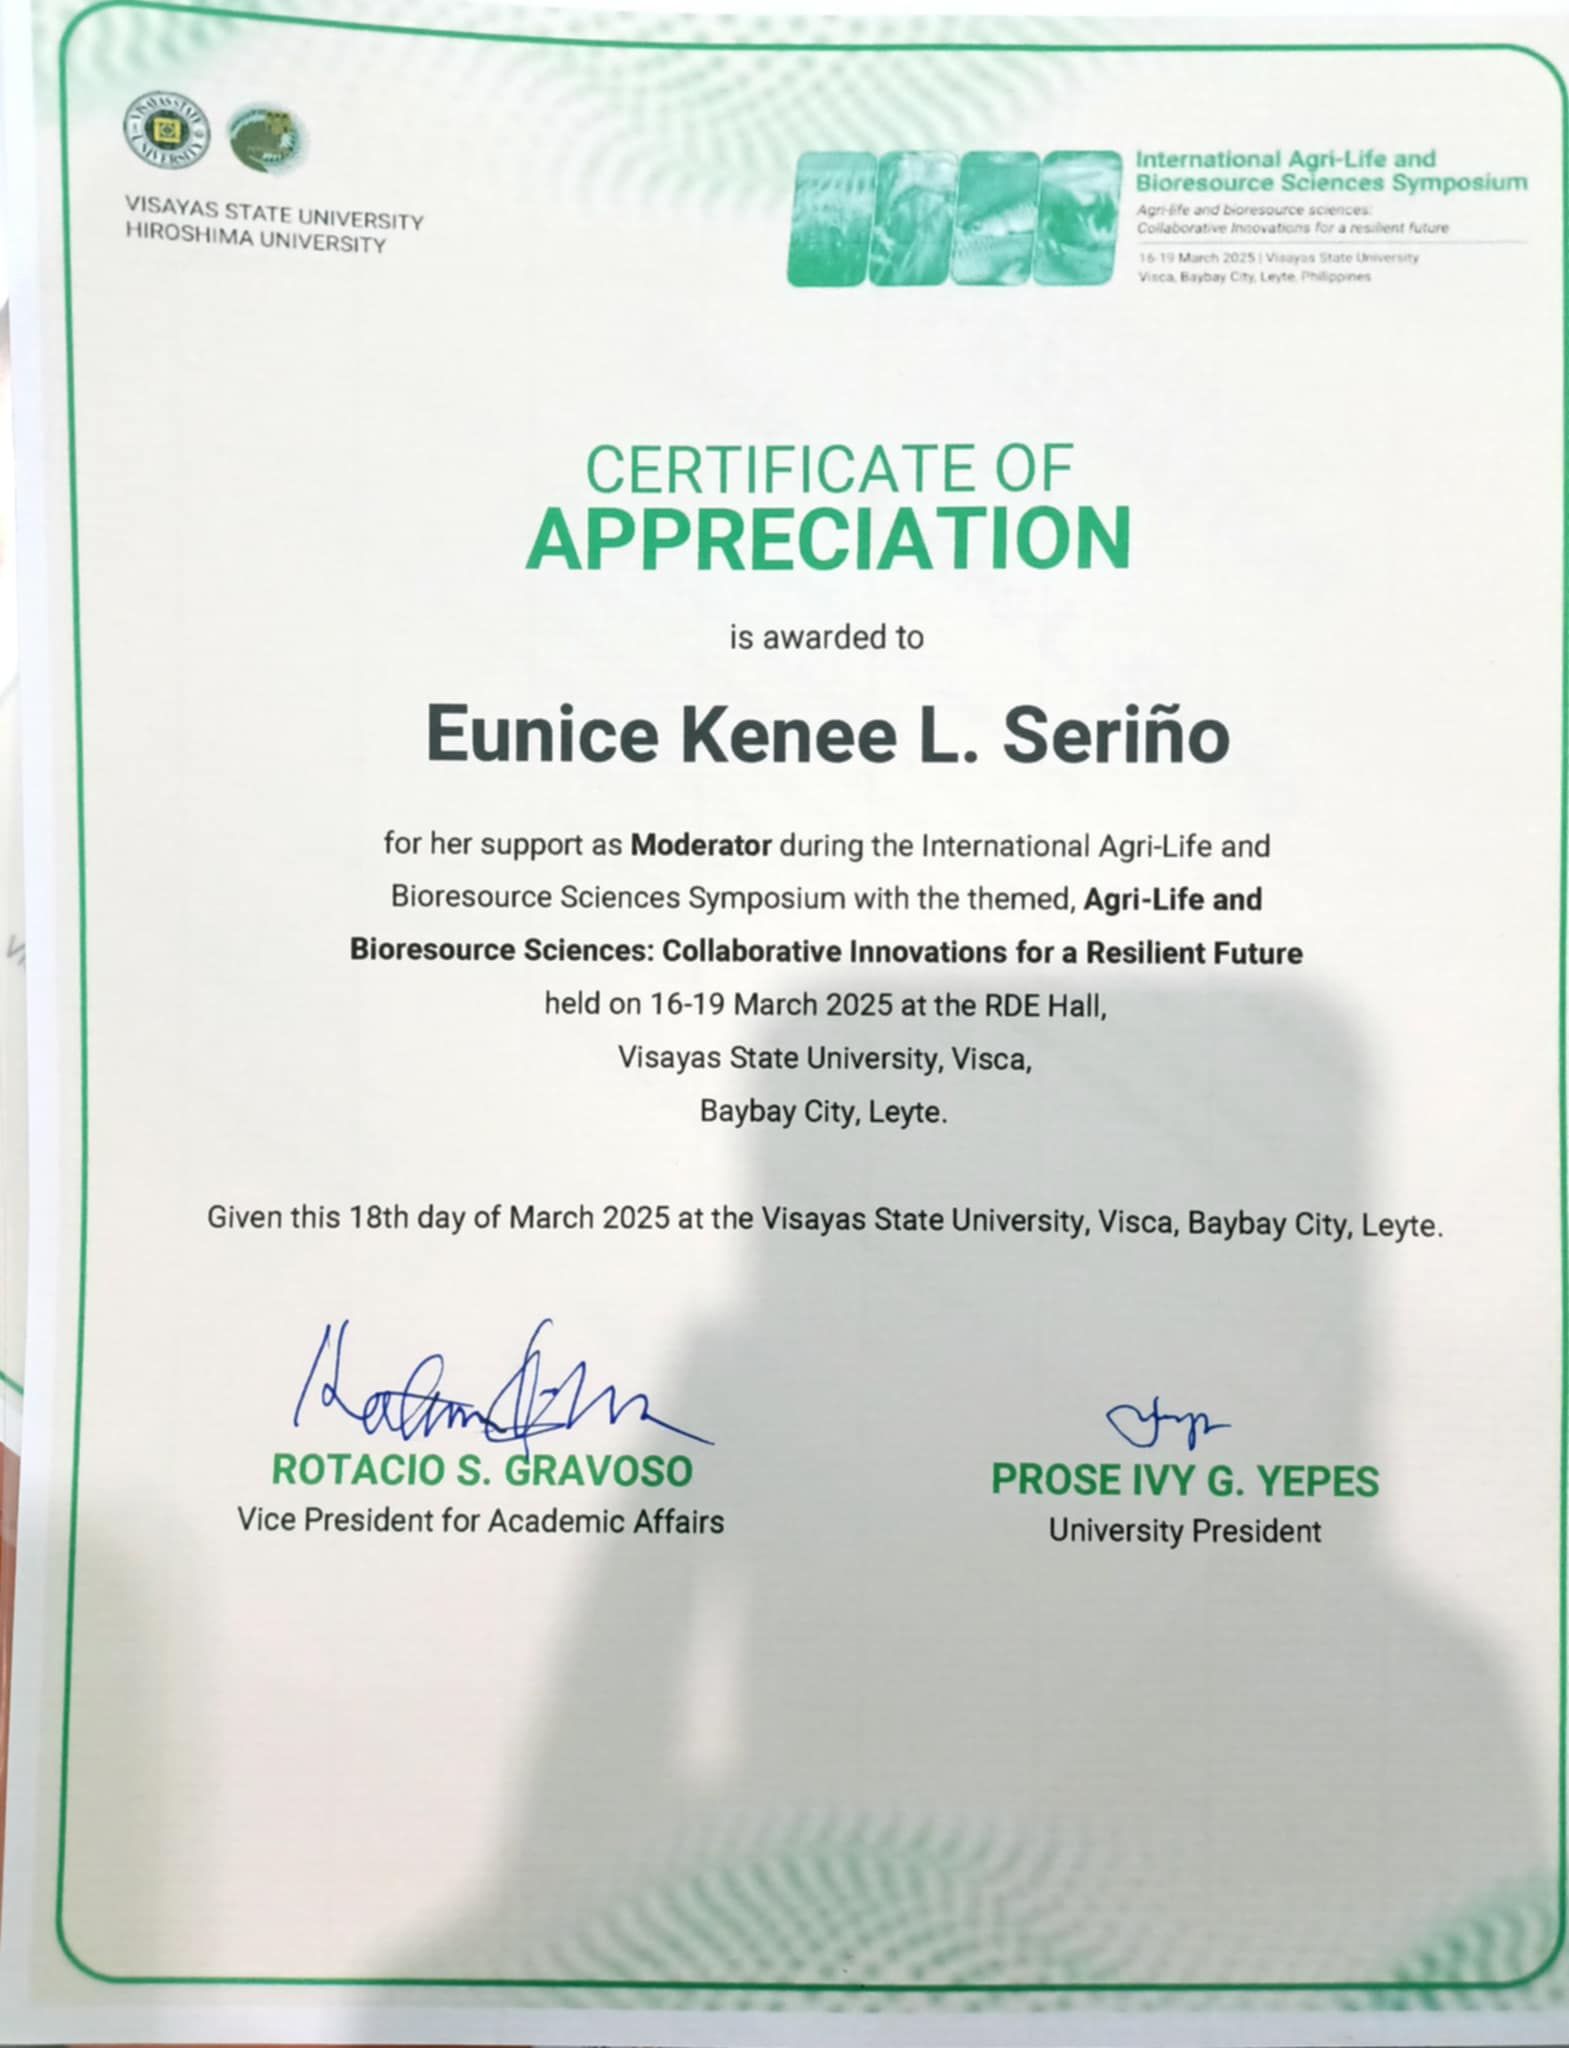 VISAYAS STATE UNIVERSITY
VISAYAS STATE UNIVERSITY
HIROSHIMA UNIVERSITY
International Agri-Life and
Bioresource Sciences Symposium
Agri-life and bioresource sciences:
Collaborative Innovations for a resilient future
16-19 March 2025 | Visayas State University
Visca, Baybay City, Leyte, Philippines
CERTIFICATE OF
APPRECIATION
is awarded to
Eunice Kenee L. Seriño
for her support as Moderator during the International Agri-Life and
Bioresource Sciences Symposium with the themed, Agri-Life and
Bioresource Sciences: Collaborative Innovations for a Resilient Future
held on 16-19 March 2025 at the RDE Hall,
Visayas State University, Visca,
Baybay City, Leyte.
Given this 18th day of March 2025 at the Visayas State University, Visca, Baybay City, Leyte.
ROTACIO S. GRAVOSO
Vice President for Academic Affairs
PROSE IVY G. YEPES
University President